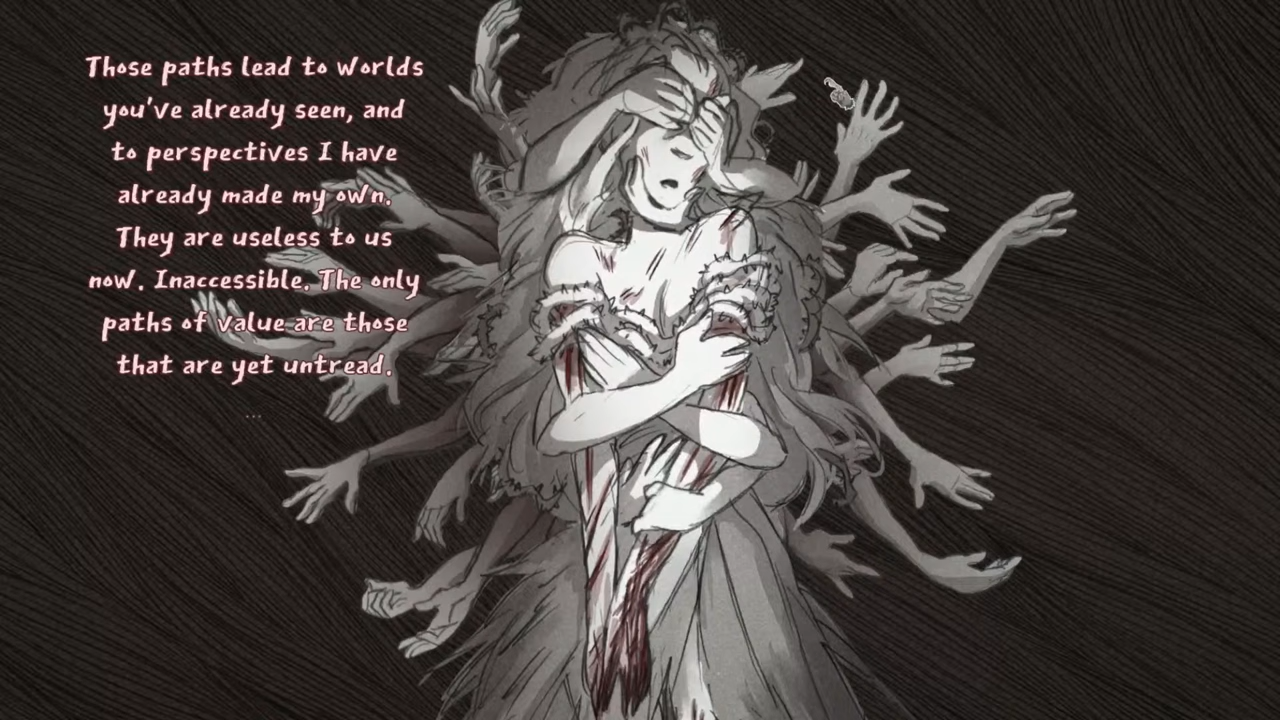 Those paths lead to worlds
you've already seen, and
to perspectives I have
already made my own.
They are useless to us
now. Inaccessible. The only
paths of value are those
that are yet untread.
...